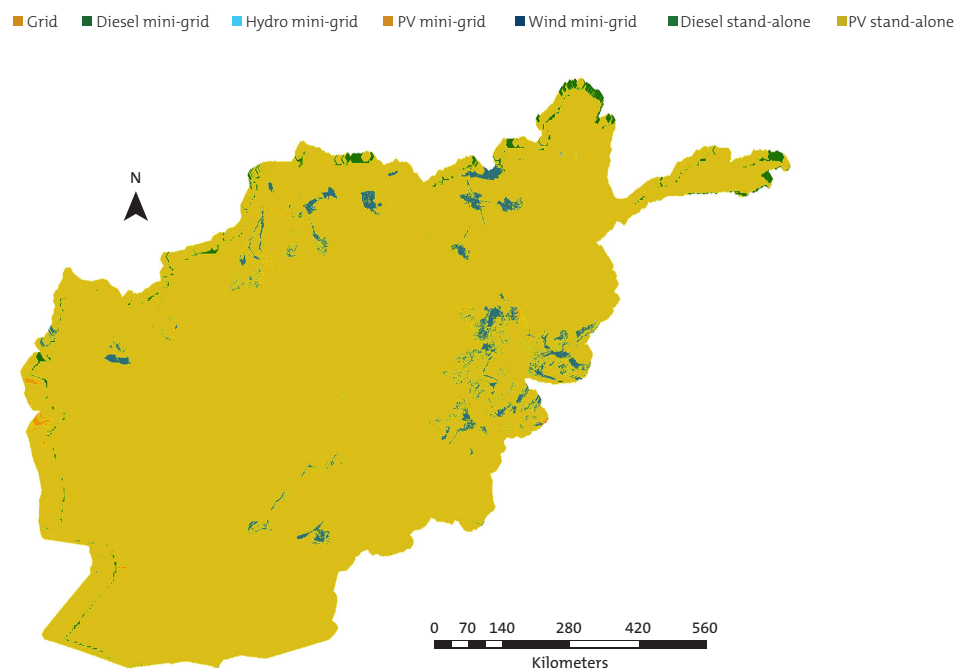 Grid Diesel mini-grid Hydro mini-grid PV mini-grid Wind mini-grid Diesel stand-alone PV stand-alone
N
0 70 140 280 420 560
Kilometers